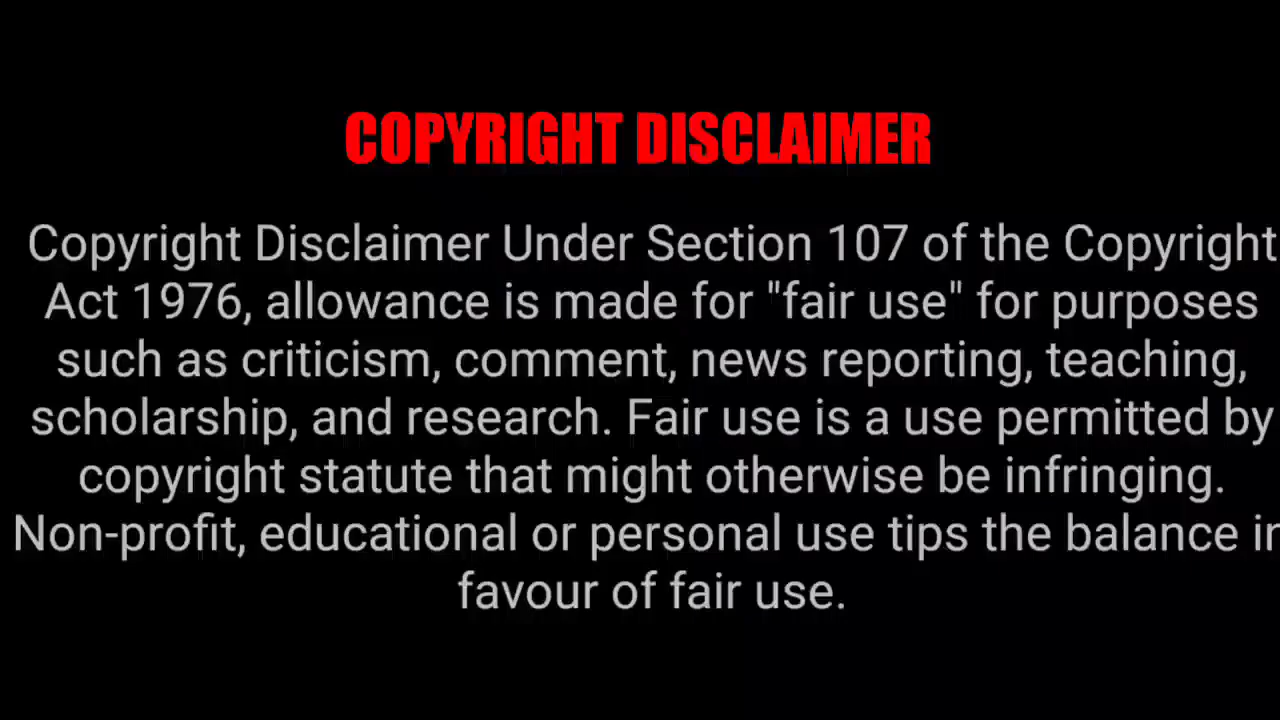 COPYRIGHT DISCLAIMER
Copyright Disclaimer Under Section 107 of the Copyright
Act 1976, allowance is made for "fair use" for purposes
such as criticism, comment, news reporting, teaching,
scholarship, and research. Fair use is a use permitted by
copyright statute that might otherwise be infringing.
Non-profit, educational or personal use tips the balance in
favour of fair use.